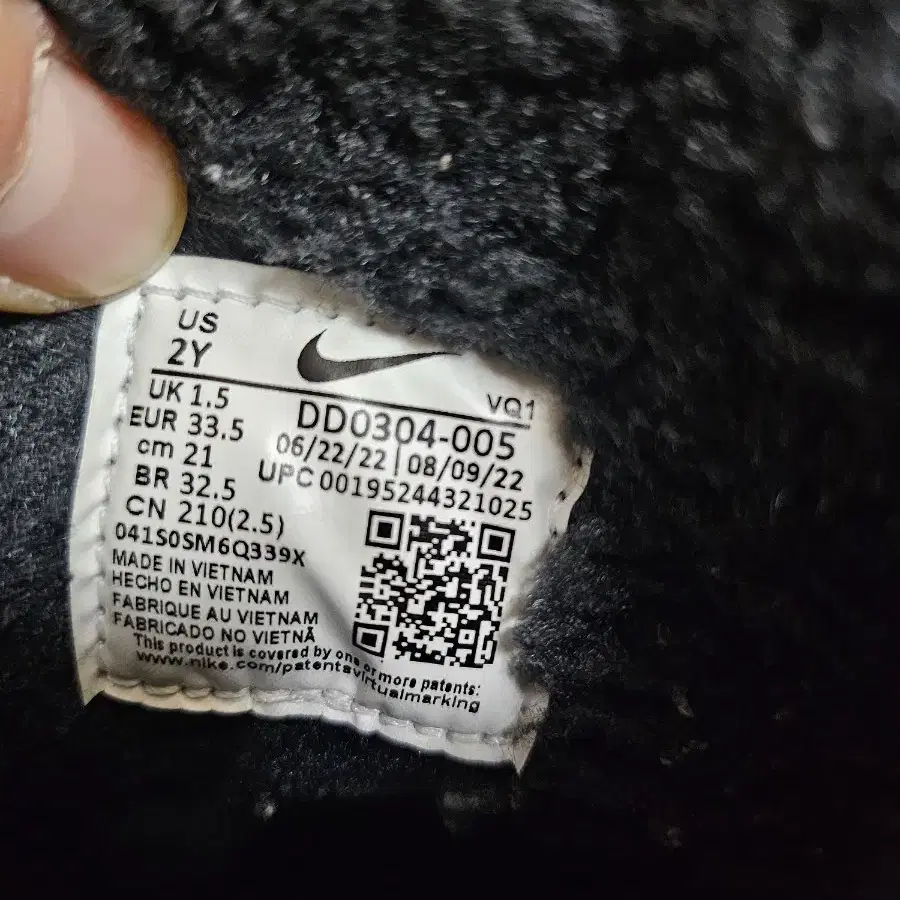 US
2Y
VQ1
UK 1.5
EUR 33.5
cm 21
BR 32.5
CN 210(2.5)
DD0304-005
06/22/22 | 08/09/22
UPC 00195244321025
041S0SM6Q339X
MADE IN VIETNAM
HECHO EN VIETNAM
FABRIQUE AU VIETNAM
FABRICADO NO VIETNÃ
This product is covered by one or more patents:
www.nike.com/patentsvirtualmarking